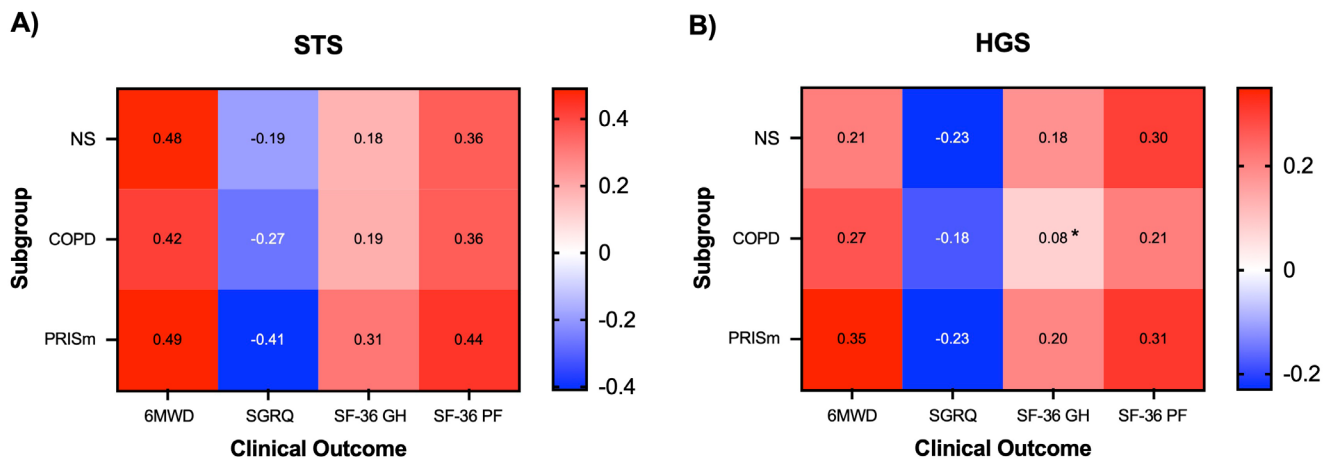 A)
STS
Subgroup
NS
0.48 -0.19 0.18 0.36
COPD
0.42 -0.27 0.19 0.36
PRISm
0.49 -0.41 0.31 0.44
6MWD SGRQ SF-36 GH SF-36 PF
Clinical Outcome
0.4
0.2
0
-0.2
-0.4
B)
HGS
Subgroup
NS
0.21 -0.23 0.18 0.30
COPD
0.27 -0.18 0.08 * 0.21
PRISm
0.35 -0.23 0.20 0.31
6MWD SGRQ SF-36 GH SF-36 PF
Clinical Outcome
0.2
0
-0.2